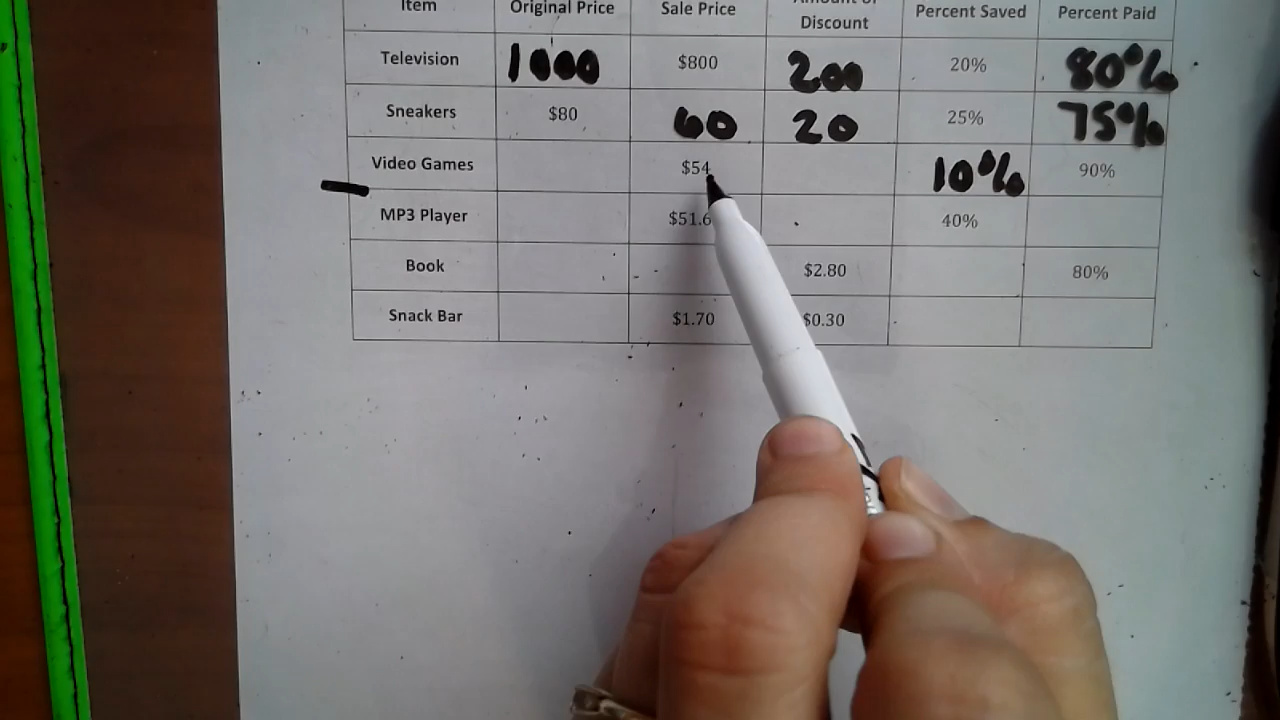 Item Original Price Sale Price Amount of Discount Percent Saved Percent Paid
Television 1000 $800 200 20% 80%
Sneakers $80 60 20 25% 75%
Video Games $54 10% 90%
MP3 Player $51.6 40%
Book $2.80 80%
Snack Bar $1.70 $0.30